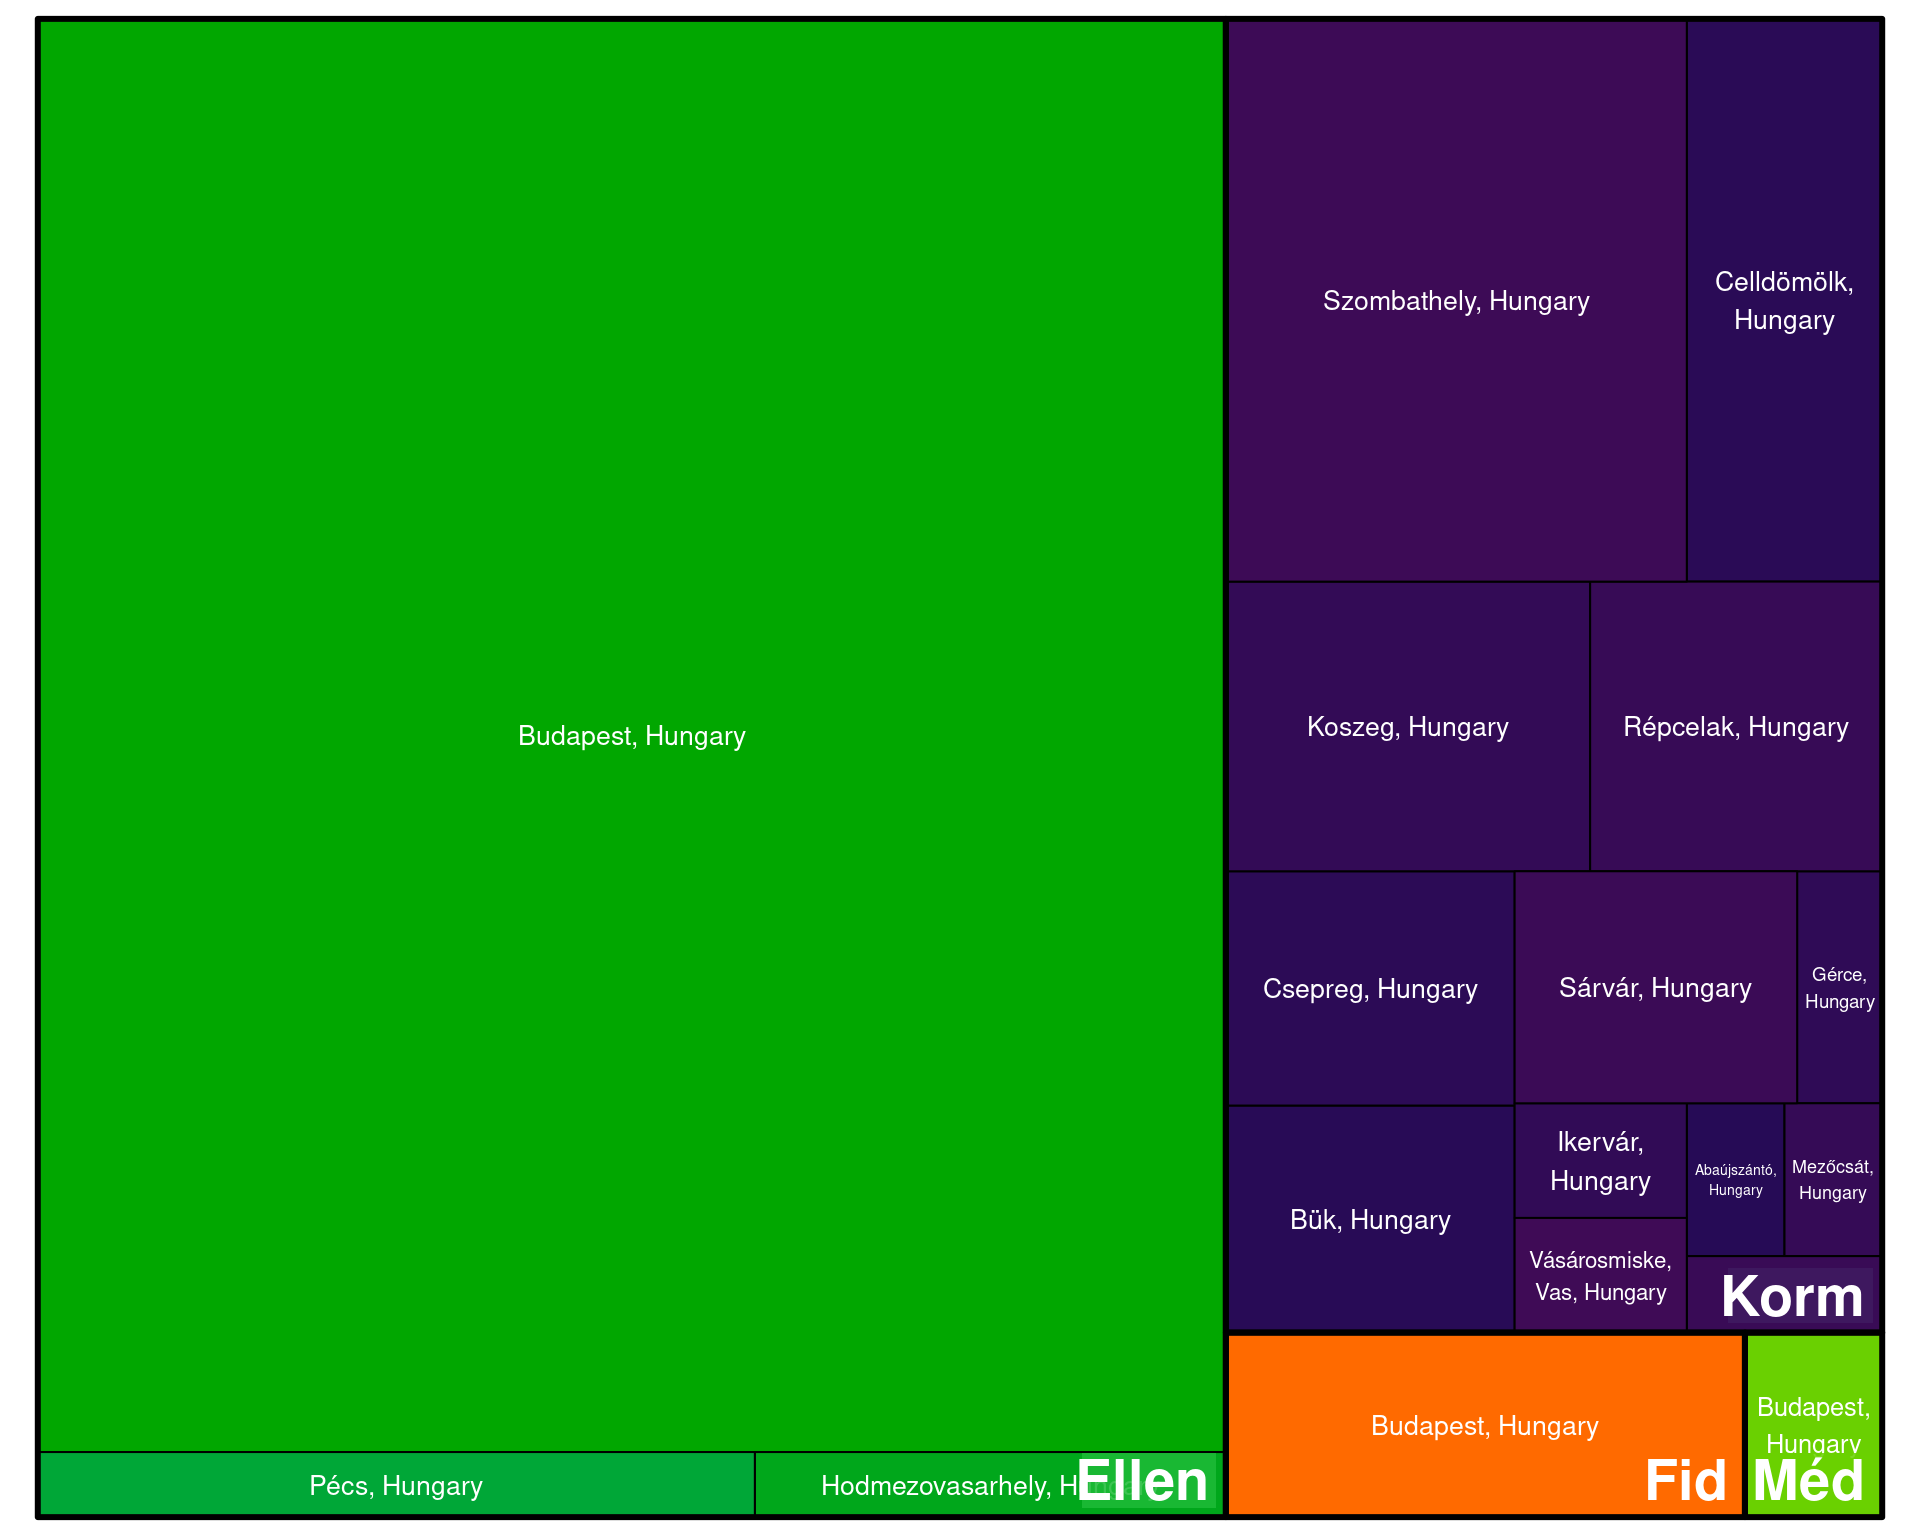 Budapest, Hungary
Pécs, Hungary
Hodmezovasarhely, Hungary
Ellen
Szombathely, Hungary
Celldömölk,
Hungary
Koszeg, Hungary
Répcelak, Hungary
Csepreg, Hungary
Sárvár, Hungary
Gérce,
Hungary
Bük, Hungary
Ikervár,
Hungary
Abaújszántó,
Hungary
Mezőcsát,
Hungary
Vásárosmiske,
Vas, Hungary
Korm
Budapest, Hungary
Fid
Budapest,
Hungary
Méd